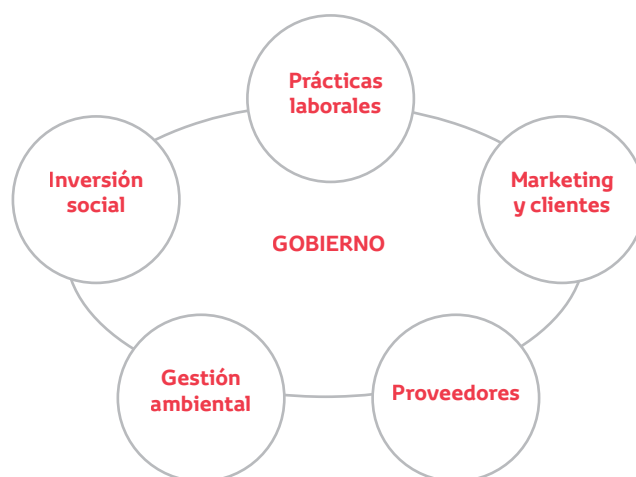 Prácticas
laborales
Inversión
social
Marketing
y clientes
GOBIERNO
Gestión
ambiental
Proveedores